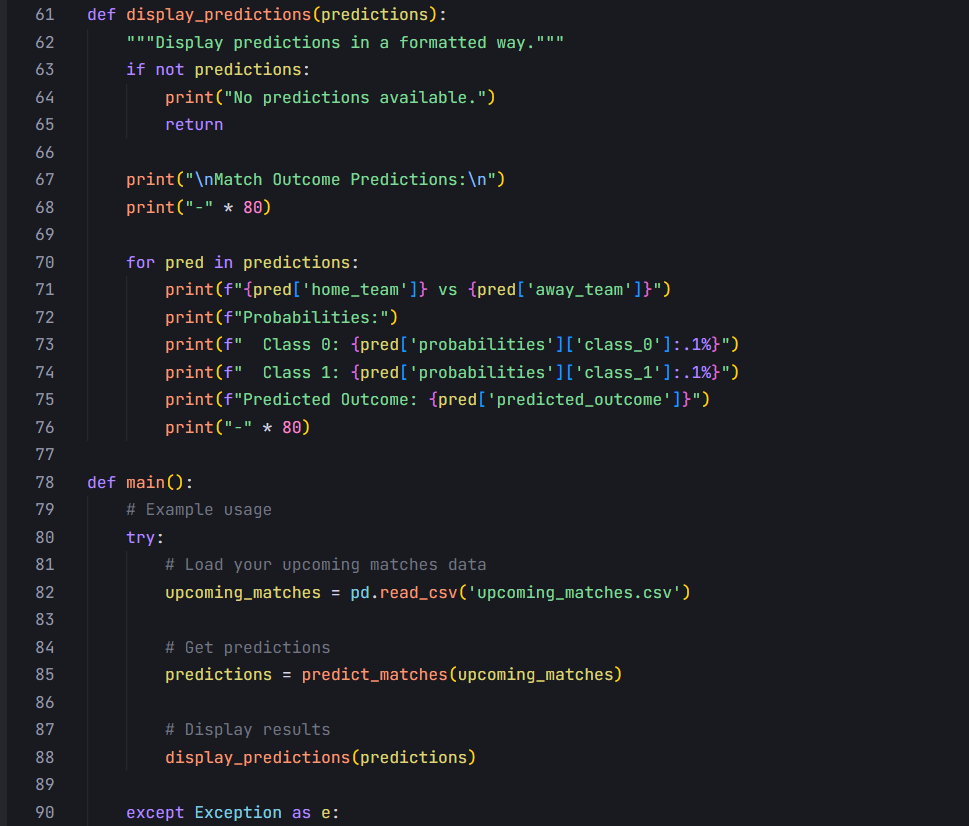 61 def display_predictions(predictions):
62     """Display predictions in a formatted way."""
63     if not predictions:
64         print("No predictions available.")
65         return
66
67     print("\nMatch Outcome Predictions:\n")
68     print("-" * 80)
69
70     for pred in predictions:
71         print(f"{pred['home_team']} vs {pred['away_team']}")
72         print(f"Probabilities:")
73         print(f"  Class 0: {pred['probabilities']['class_0']:.1%}")
74         print(f"  Class 1: {pred['probabilities']['class_1']:.1%}")
75         print(f"Predicted Outcome: {pred['predicted_outcome']}")
76         print("-" * 80)
77
78 def main():
79     # Example usage
80     try:
81         # Load your upcoming matches data
82         upcoming_matches = pd.read_csv('upcoming_matches.csv')
83
84         # Get predictions
85         predictions = predict_matches(upcoming_matches)
86
87         # Display results
88         display_predictions(predictions)
89
90     except Exception as e: